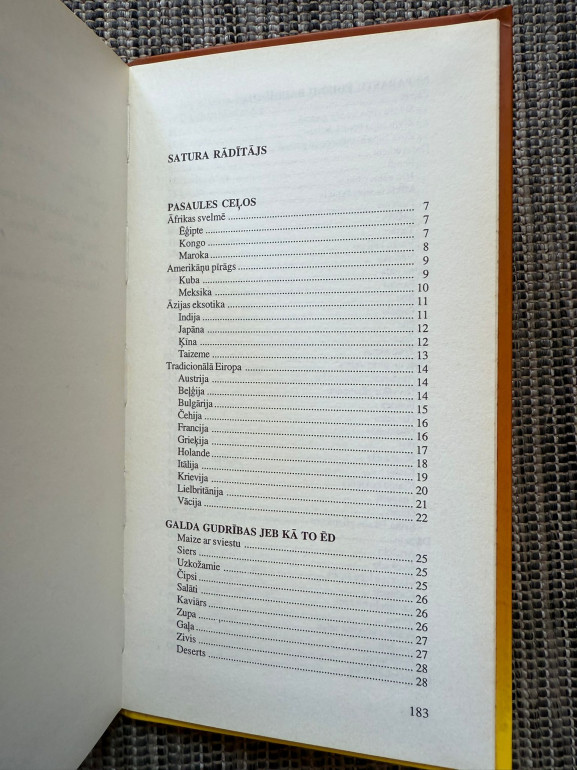 SATURA RĀDĪTĀJS
PASAULES CEĻOS
Āfrikas svelmē ........ 7
Ēģipte ........ 7
Kongo ........ 7
Maroka ........ 8
Amerikāņu pīrāgs ........ 9
Kuba ........ 9
Meksika ........ 10
Āzijas eksotika ........ 11
Indija ........ 11
Japāna ........ 12
Ķīna ........ 12
Taizeme ........ 13
Tradicionālā Eiropa ........ 14
Austrija ........ 14
Beļģija ........ 14
Bulgārija ........ 15
Čehija ........ 16
Francija ........ 16
Grieķija ........ 17
Holande ........ 18
Itālija ........ 19
Krievija ........ 20
Lielbritānija ........ 21
Vācija ........ 22
GALDA GUDRĪBAS JEB KĀ TO ĒD
Maize ar sviestu ........ 25
Siers ........ 25
Uzkožamie ........ 25
Čipsi ........ 26
Salāti ........ 26
Kaviārs ........ 26
Zupa ........ 27
Gaļa ........ 27
Zivis ........ 28
Deserts ........ 28
183